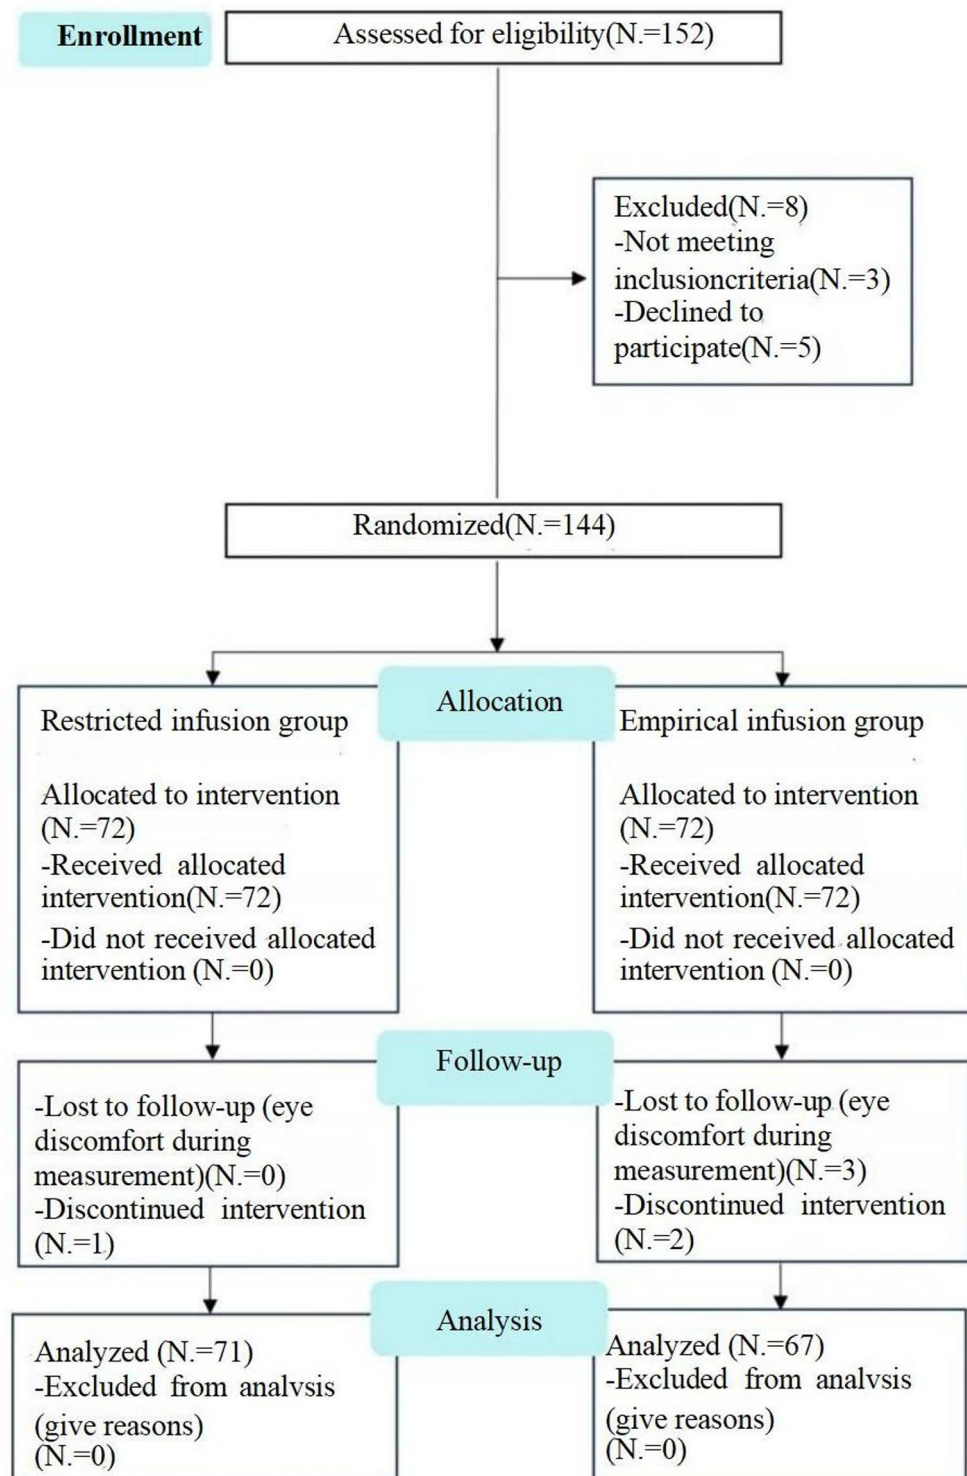 Enrollment
Assessed for eligibility(N.=152)
Excluded(N.=8)
-Not meeting
inclusioncriteria(N.=3)
-Declined to
participate(N.=5)
Randomized(N.=144)
Allocation
Restricted infusion group
Allocated to intervention
(N.=72)
-Received allocated
intervention(N.=72)
-Did not received allocated
intervention (N.=0)
Empirical infusion group
Allocated to intervention
(N.=72)
-Received allocated
intervention(N.=72)
-Did not received allocated
intervention (N.=0)
Follow-up
-Lost to follow-up (eye
discomfort during
measurement)(N.=0)
-Discontinued intervention
(N.=1)
-Lost to follow-up (eye
discomfort during
measurement)(N.=3)
-Discontinued intervention
(N.=2)
Analysis
Analyzed (N.=71)
-Excluded from analvsis
(give reasons)
(N.=0)
Analyzed (N.=67)
-Excluded from analvsis
(give reasons)
(N.=0)